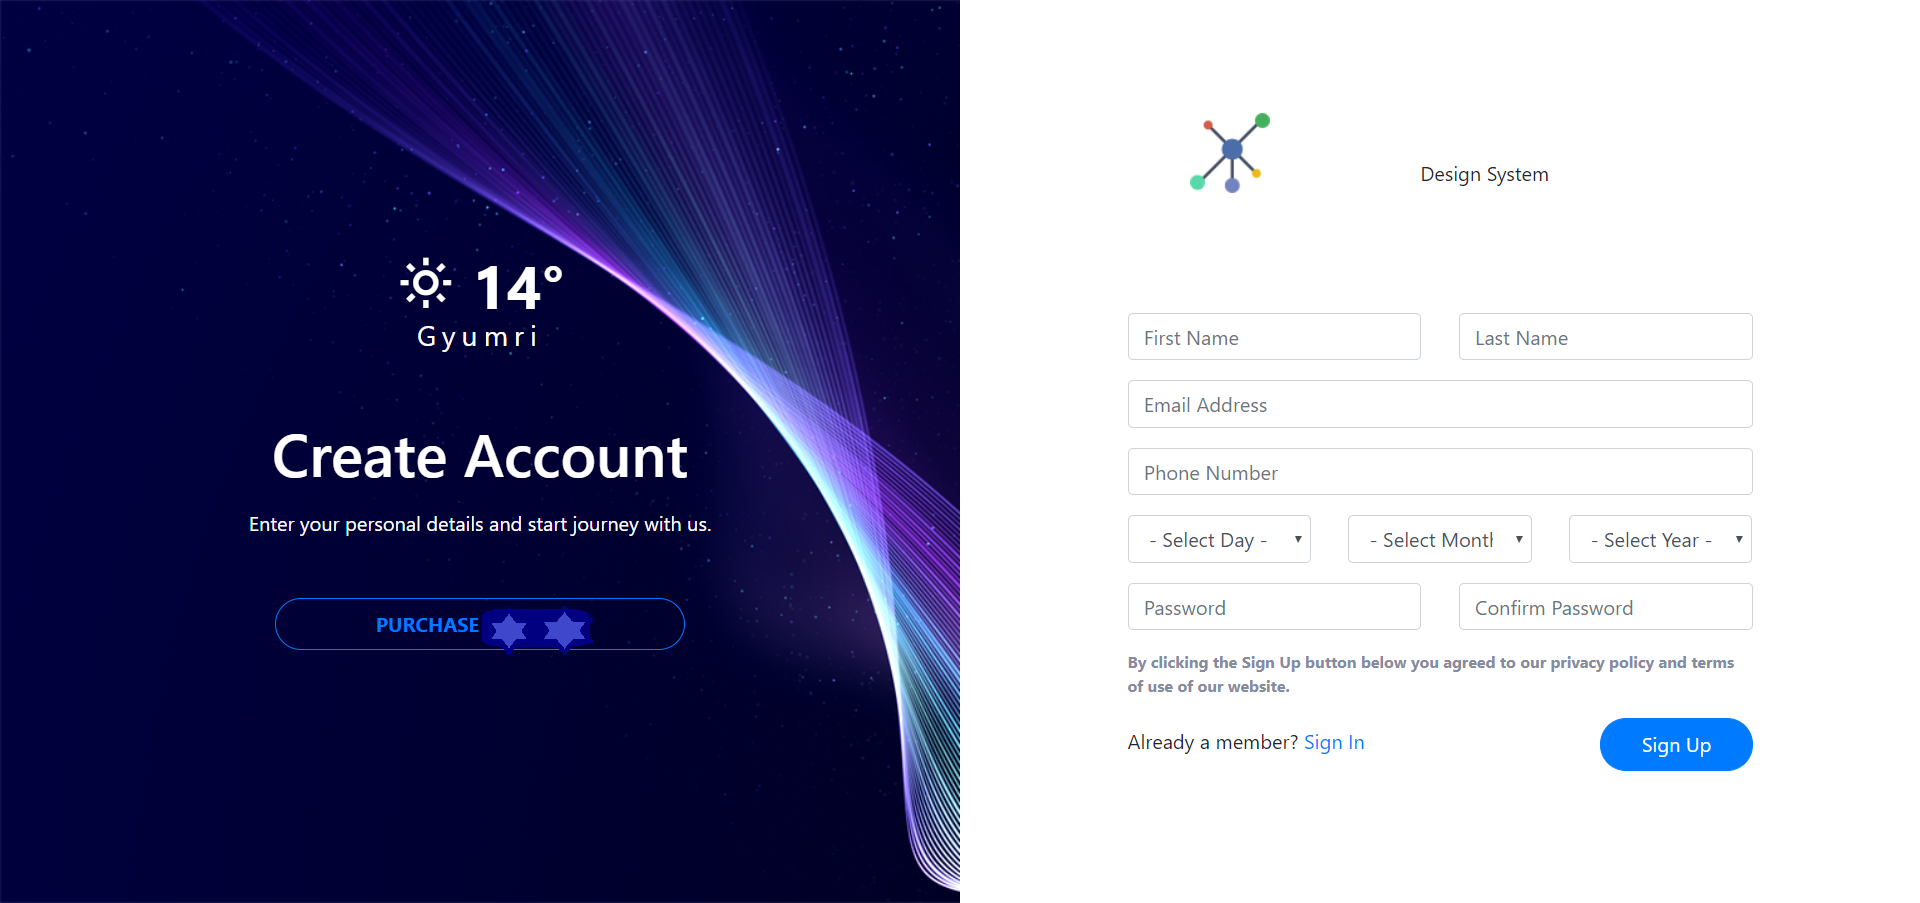 14°
Gyumri
Create Account
Enter your personal details and start journey with us.
PURCHASE
Design System
First Name
Last Name
Email Address
Phone Number
- Select Day -
- Select Month
- Select Year -
Password
Confirm Password
By clicking the Sign Up button below you agreed to our privacy policy and terms
of use of our website.
Already a member? Sign In
Sign Up